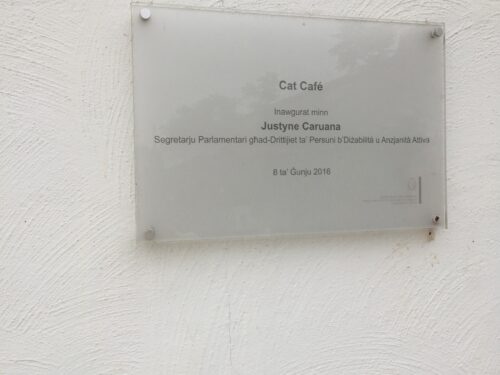 Cat Café
Inawgurat minn
Justyne Caruana
Segretarju Parlamentari għad-Drittijiet ta' Persuni b'Diżabilità u Anzjanità Attiva
8 ta' Ġunju 2016